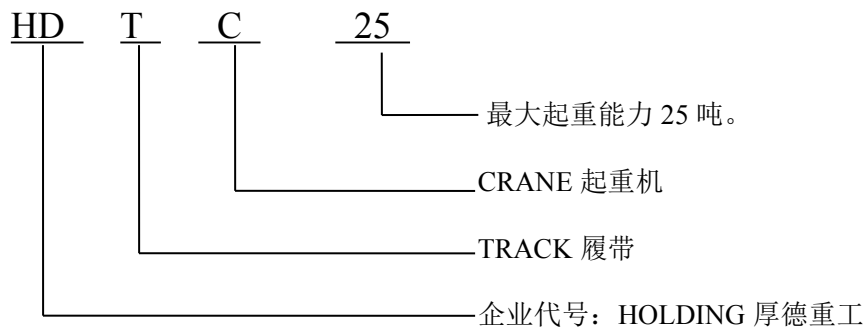 HD T C 25
最大起重能力 25 吨。
CRANE 起重机
TRACK 履带
企业代号：HOLDING 厚德重工